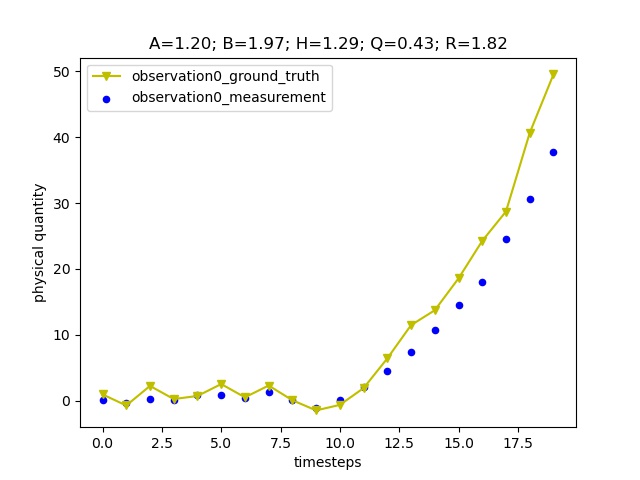 A=1.20; B=1.97; H=1.29; Q=0.43; R=1.82
observation0_ground_truth
observation0_measurement
physical quantity
50
40
30
20
10
0
0.0 2.5 5.0 7.5 10.0 12.5 15.0 17.5
timesteps